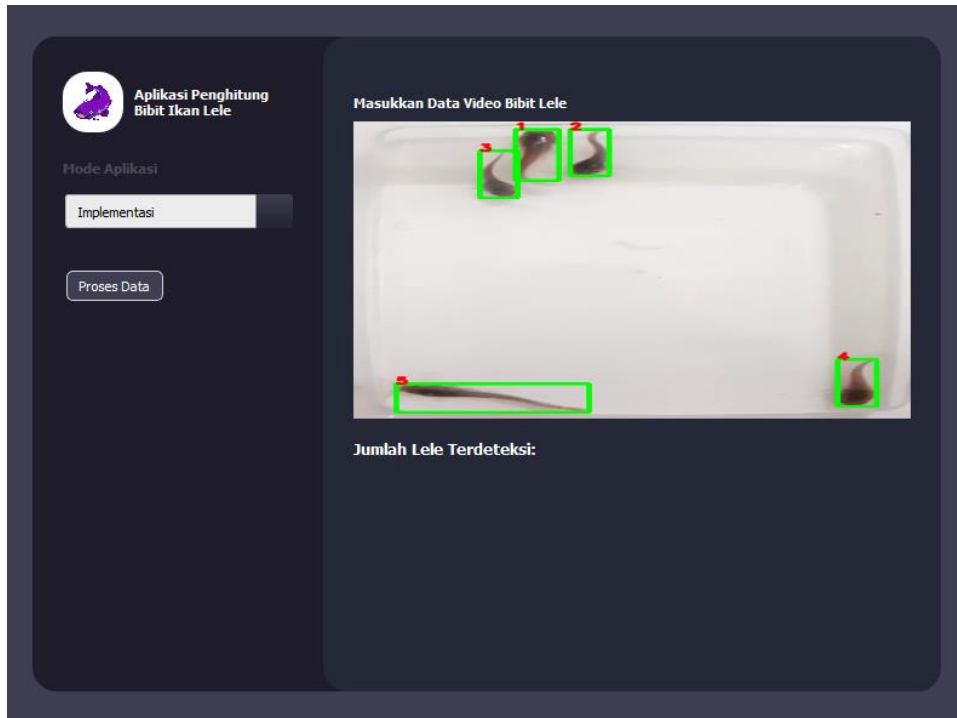 Aplikasi Penghitung
Bibit Ikan Lele
Mode Aplikasi
Implementasi
Proses Data
Masukkan Data Video Bibit Lele
1
2
3
4
5
Jumlah Lele Terdeteksi: